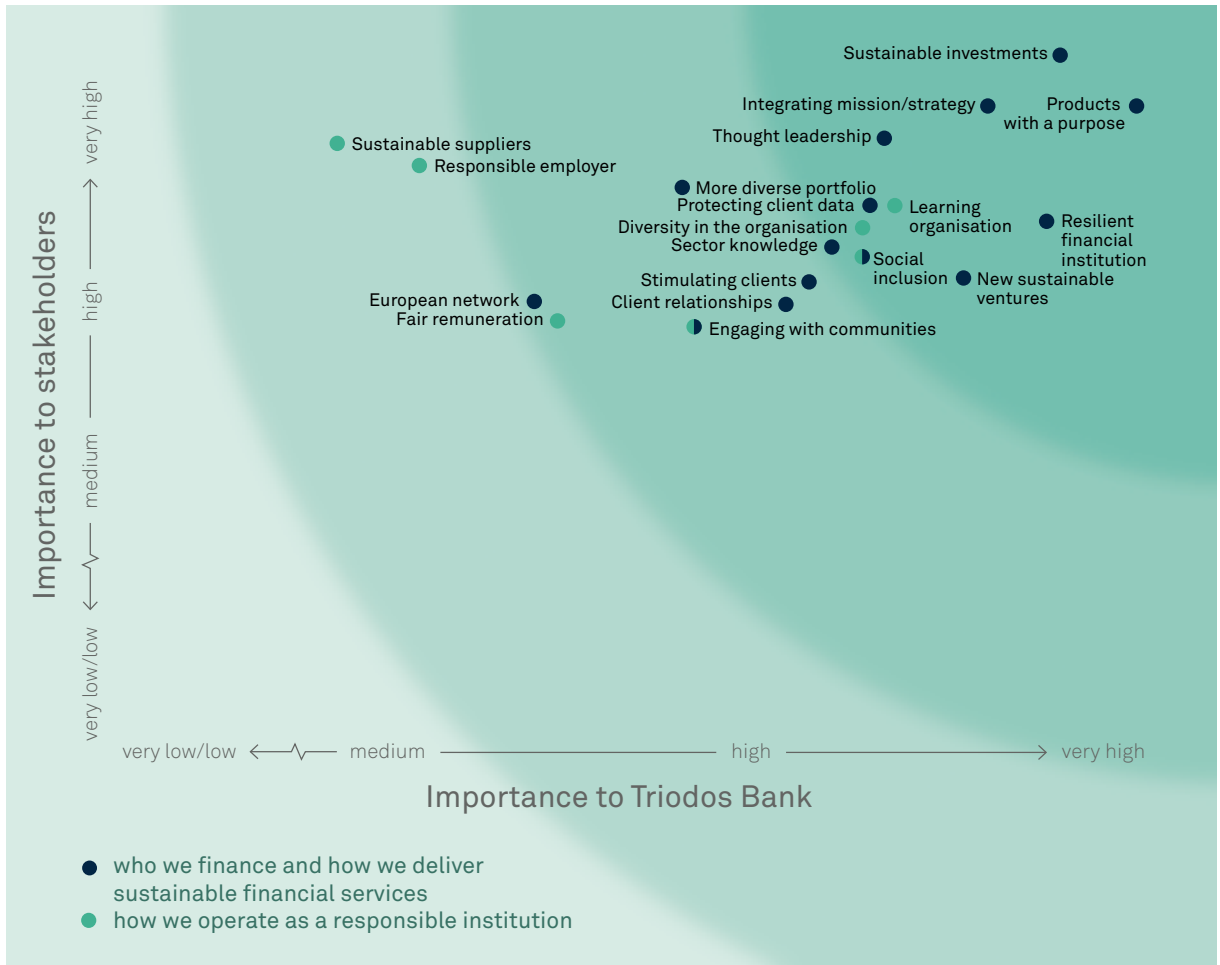 Sustainable investments
Integrating mission/strategy
Products
with a purpose
Thought leadership
Sustainable suppliers
Responsible employer
More diverse portfolio
Protecting client data
Learning
organisation
Diversity in the organisation
Resilient
financial
institution
Sector knowledge
Social
inclusion
New sustainable
ventures
Stimulating clients
European network
Client relationships
Fair remuneration
Engaging with communities
Importance to stakeholders
very high
high
medium
very low/low
very low/low
medium
high
very high
Importance to Triodos Bank
who we finance and how we deliver
sustainable financial services
how we operate as a responsible institution